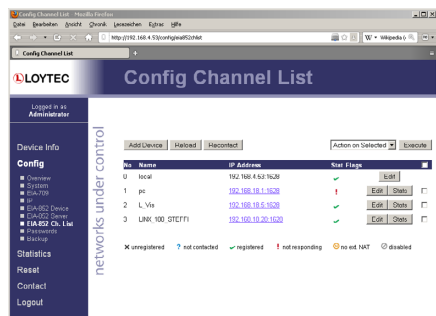 Config Channel List - Mozilla Firefox
Datei Bearbeiten Ansicht Chronik Lesezeichen Extras Hilfe
http://192.168.4.53/config/eia852chlist
W - Wikipedia
Config Channel List
LOYTEC
Config Channel List
Logged in as
Administrator
networks under control
Device Info
Config
Overview
System
EIA-709
IP
EIA-852 Device
EIA-852 Server
EIA-852 Ch. List
Passwords
Backup
Statistics
Reset
Contact
Logout
Add Device Reload Recontact Action on Selected Execute
No Name IP Address Stat Flags
0 local 192.168.4.53:1628 Edit
1 pc 192.168.18.1:1628 Edit Stats
2 L_Vis 192.168.18.5:1628 Edit Stats
3 LINX_100_STEFFI 192.168.18.20:1628 Edit Stats
unregistered ? not contacted registered ! not responding no ext. NAT disabled